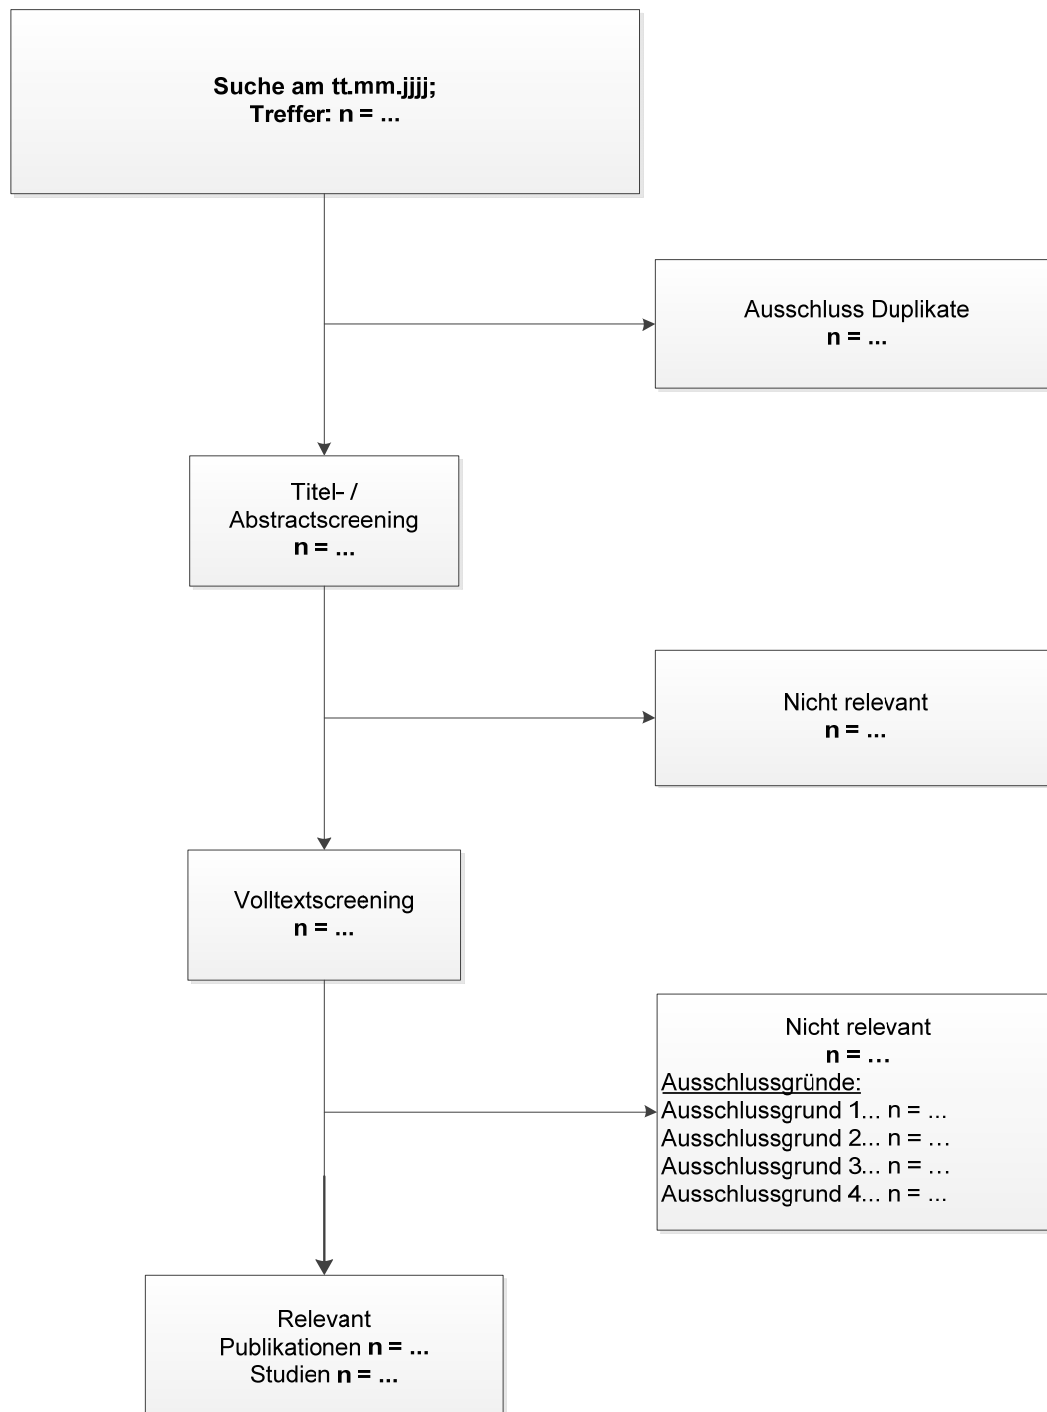 Suche am tt.mm.jjjj;
Treffer: n = ...
Ausschluss Duplikate
n = ...
Titel- /
Abstractscreening
n = ...
Nicht relevant
n = ...
Volltextscreening
n = ...
Nicht relevant
n = ...
Ausschlussgründe:
Ausschlussgrund 1... n = ...
Ausschlussgrund 2... n = ...
Ausschlussgrund 3... n = ...
Ausschlussgrund 4... n = ...
Relevant
Publikationen n = ...
Studien n = ...